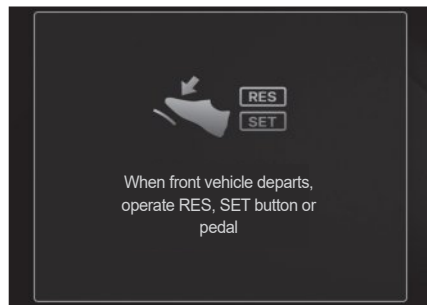 RES
SET
When front vehicle departs,
operate RES, SET button or
pedal